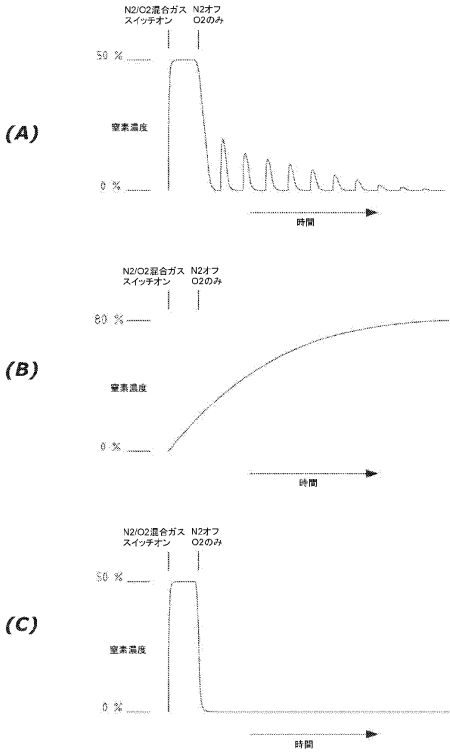 N2/O2混合ガス N2オフ
スイッチオン O2のみ
50 %
(A)
窒素濃度
0 %
時間
N2/O2混合ガス N2オフ
スイッチオン O2のみ
80 %
(B)
窒素濃度
0 %
時間
N2/O2混合ガス N2オフ
スイッチオン O2のみ
50 %
(C)
窒素濃度
0 %
時間